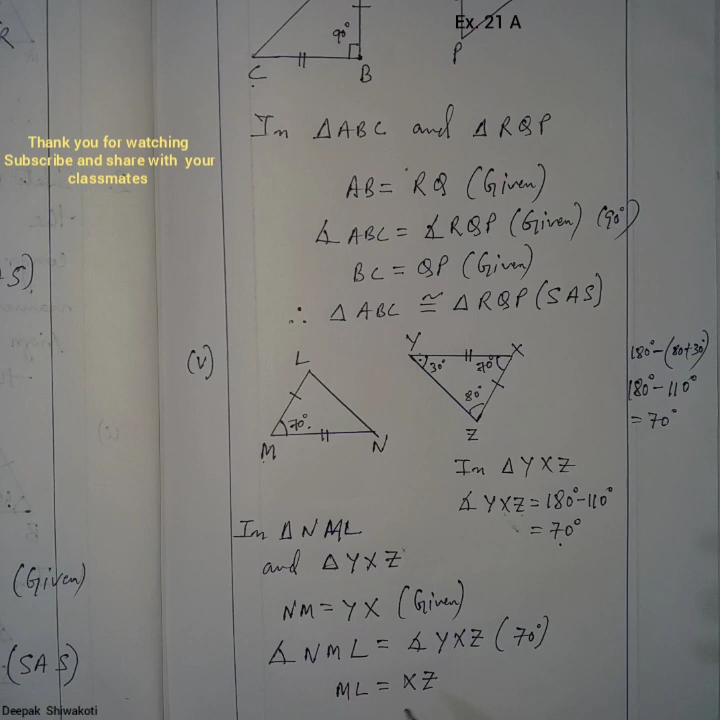 R
90°
Ex. 21 A
C
B
P
In ∆ABC and ∆RQP
Thank you for watching
Subscribe and share with your
classmates
AB = RQ (Given)
∡ABC = ∡RQP (Given) (90°)
BC = QP (Given)
∴ ∆ABC ≅ ∆RQP (SAS)
S)
(V)
L
70°
M
N
Y
X
30°
70°
80°
Z
180°-(80+30°)
180°-110°
= 70°
In ∆YXZ
∡YXZ = 180°-110°
= 70°
In ∆NML
and ∆YXZ
NM = YX (Given)
∡NML = ∡YXZ (70°)
ML = XZ
(Given)
(SAS)
Deepak Shiwakoti